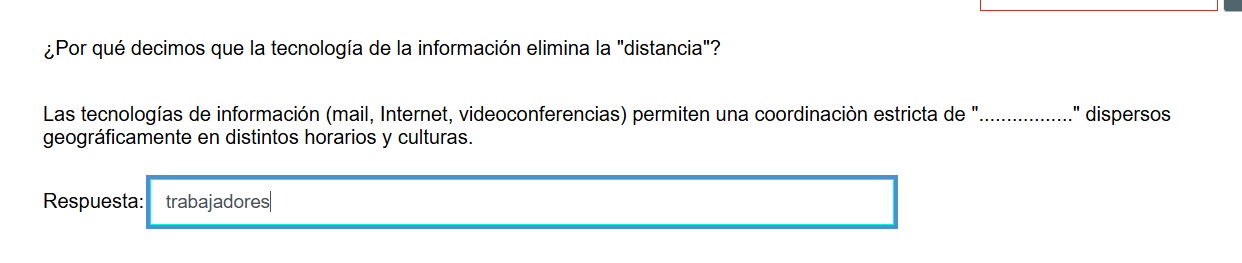 ¿Por qué decimos que la tecnología de la información elimina la "distancia"?
Las tecnologías de información (mail, Internet, videoconferencias) permiten una coordinaciòn estricta de "................." dispersos
geográficamente en distintos horarios y culturas.
Respuesta: trabajadores